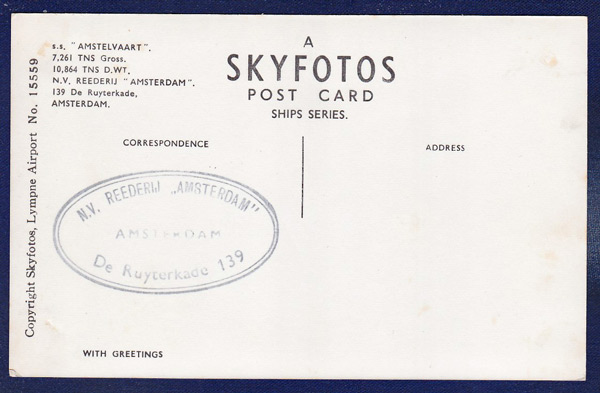 s.s. "AMSTELVAART".
7,261 TNS Gross.
10,864 TNS D.WT.
N.V. REEDERIJ "AMSTERDAM".
139 De Ruyterkade,
AMSTERDAM.
A
SKYFOTOS
POST CARD
SHIPS SERIES.
CORRESPONDENCE
ADDRESS
N.V. REEDERIJ „AMSTERDAM"
AMSTERDAM
De Ruyterkade 139
WITH GREETINGS
Copyright Skyfotos, Lympne Airport No. 15559